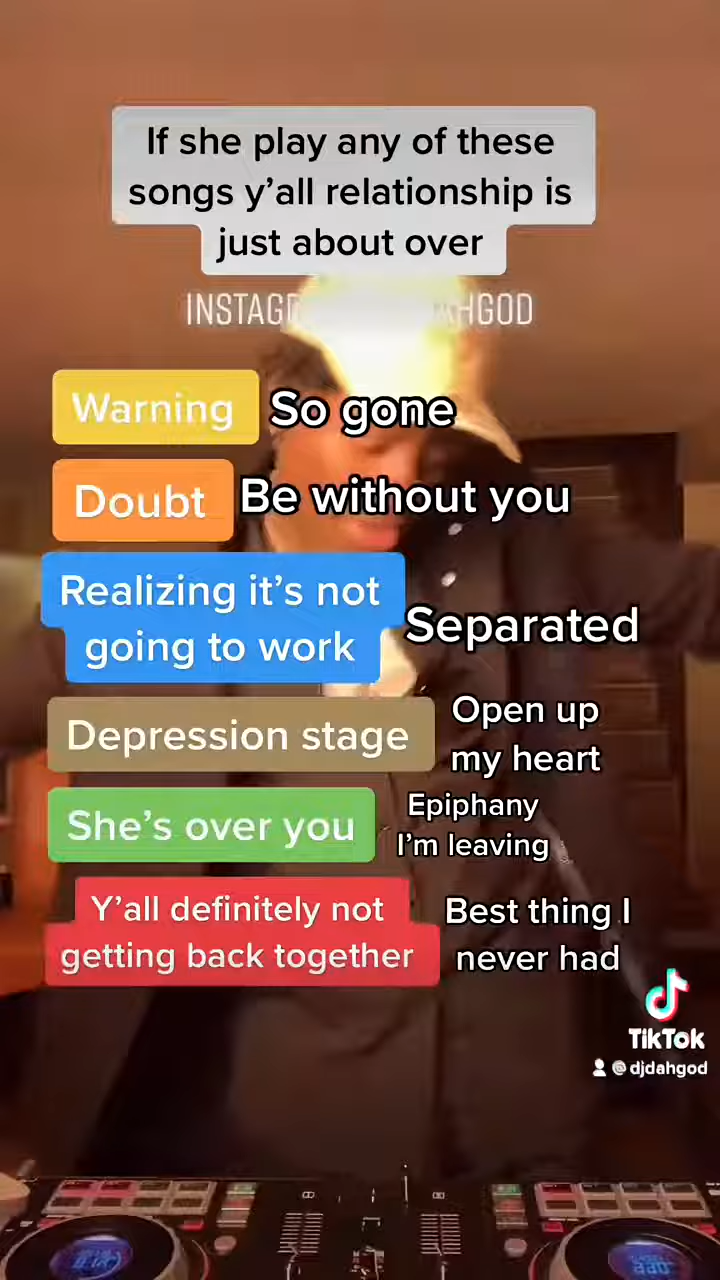 If she play any of these
songs y'all relationship is
just about over
Warning So gone
Doubt Be without you
Realizing it's not
going to work
Separated
Depression stage
Open up
my heart
She's over you
Epiphany
I'm leaving
Y'all definitely not
getting back together
Best thing I
never had
TikTok
@djdahgod